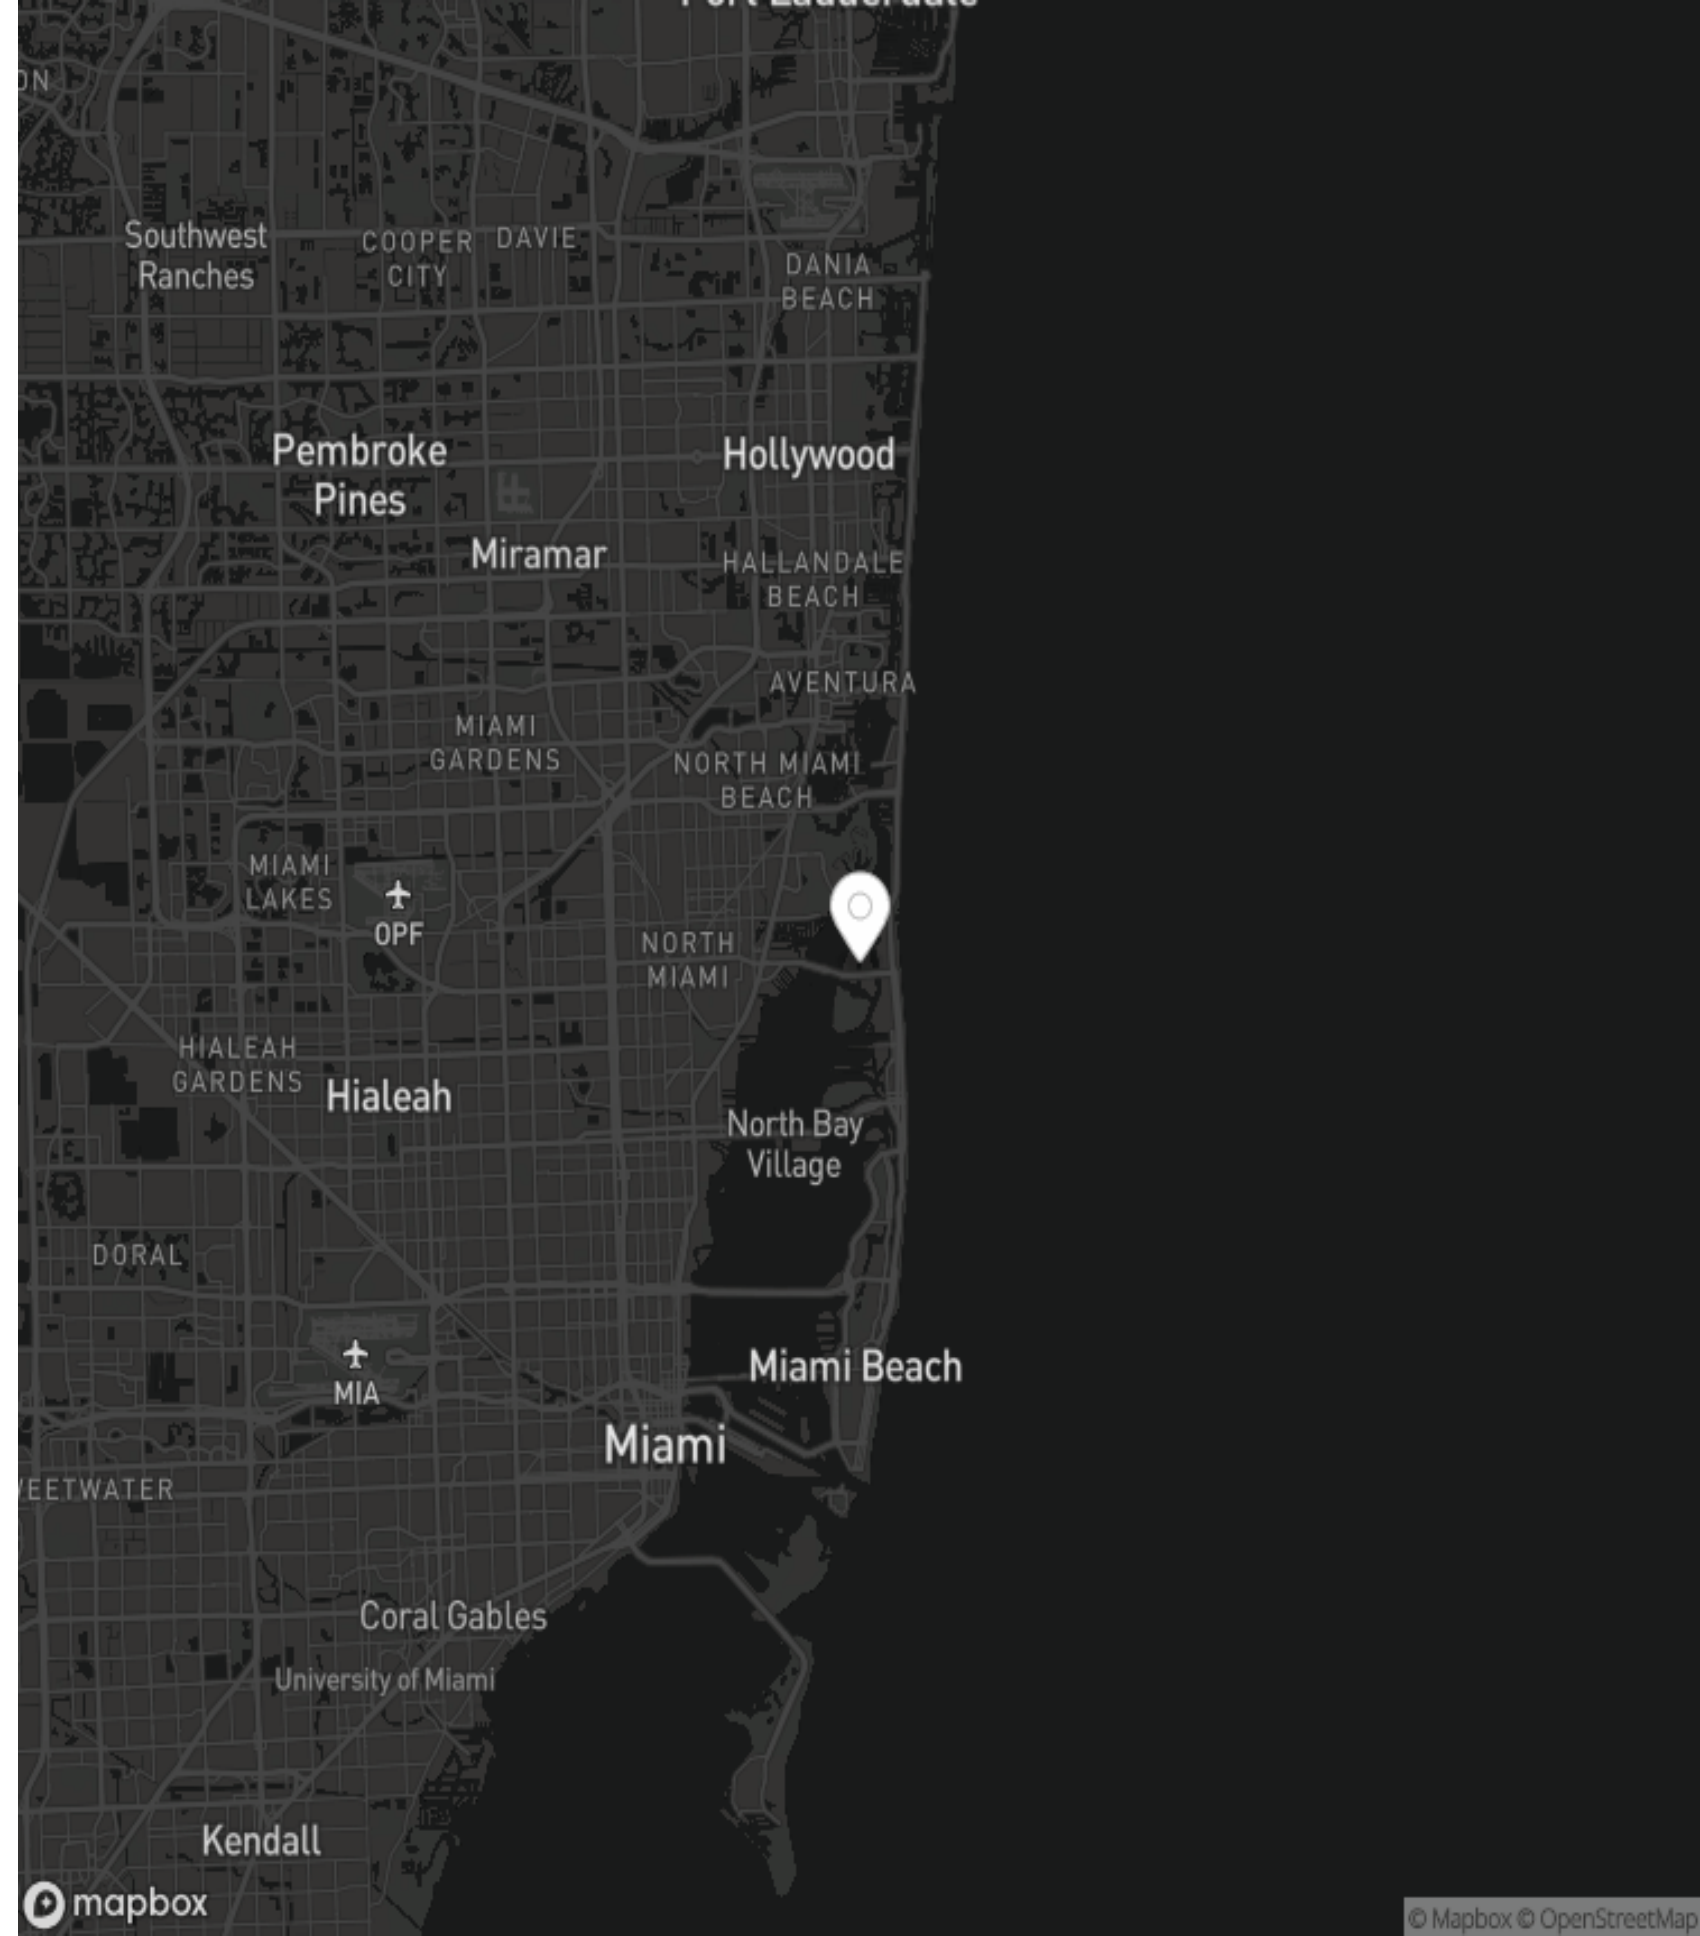 Fort Lauderdale
Southwest
Ranches
COOPER
CITY
DAVIE
DANIA
BEACH
Pembroke
Pines
Hollywood
Miramar
HALLANDALE
BEACH
AVENTURA
MIAMI
GARDENS
NORTH MIAMI
BEACH
MIAMI
LAKES
OPF
NORTH
MIAMI
HIALEAH
GARDENS
Hialeah
North Bay
Village
DORAL
MIA
Miami Beach
Miami
EETWATER
Coral Gables
University of Miami
Kendall
mapbox
© Mapbox © OpenStreetMap